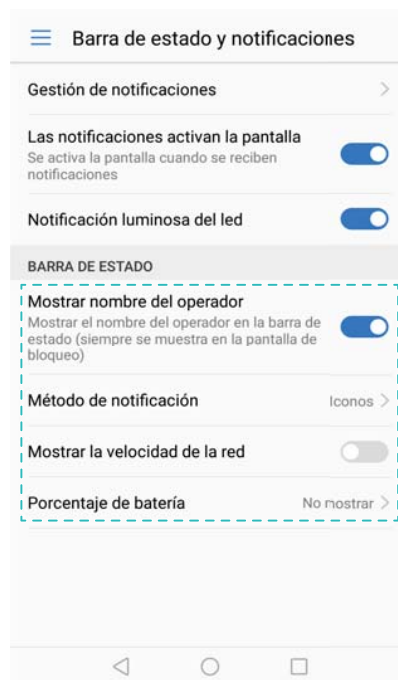 Barra de estado y notificaciones
Gestión de notificaciones
Las notificaciones activan la pantalla
Se activa la pantalla cuando se reciben
notificaciones
Notificación luminosa del led
BARRA DE ESTADO
Mostrar nombre del operador
Mostrar el nombre del operador en la barra de
estado (siempre se muestra en la pantalla de
bloqueo)
Método de notificación Iconos
Mostrar la velocidad de la red
Porcentaje de batería No mostrar